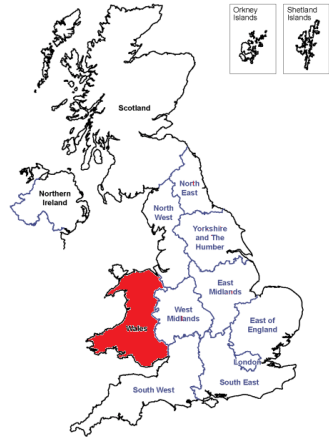 Orkney
Islands
Shetland
Islands
Scotland
Northern
Ireland
North
East
North
West
Yorkshire
and The
Humber
East
Midlands
West
Midlands
Wales
East of
England
London
South West
South East